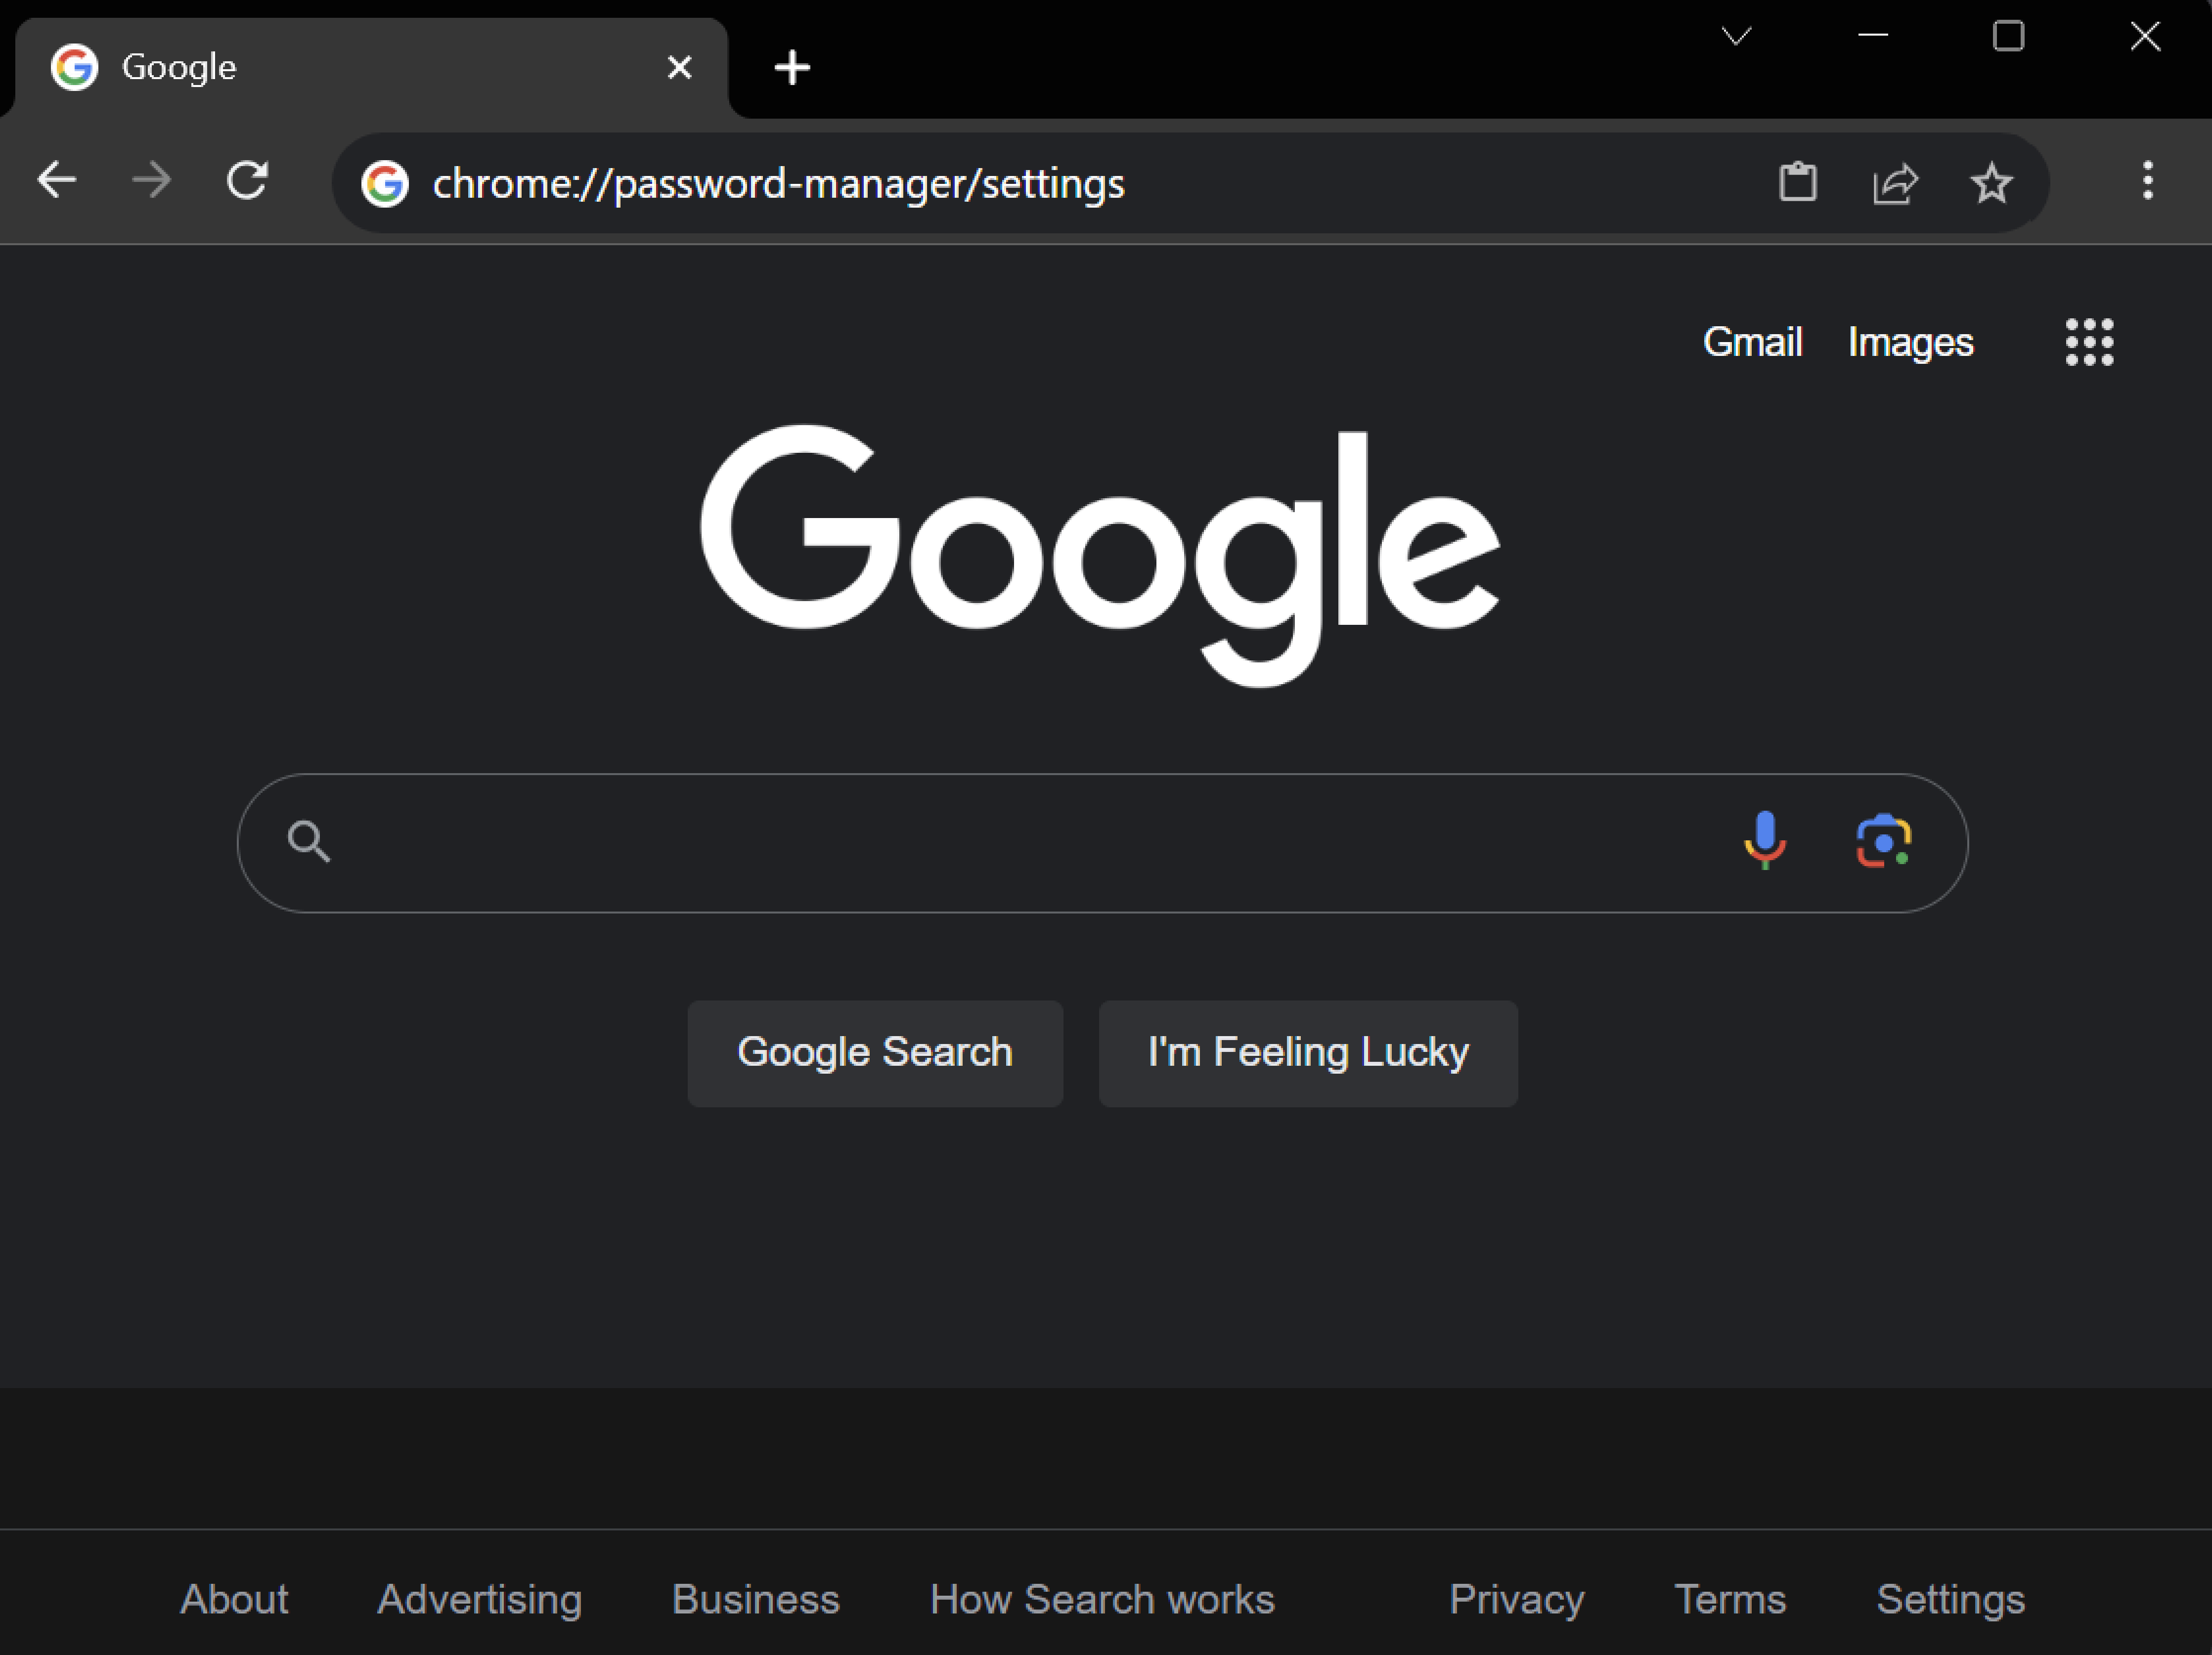 Google
chrome://password-manager/settings
Gmail Images
Google
Google Search I'm Feeling Lucky
About Advertising Business How Search works Privacy Terms Settings